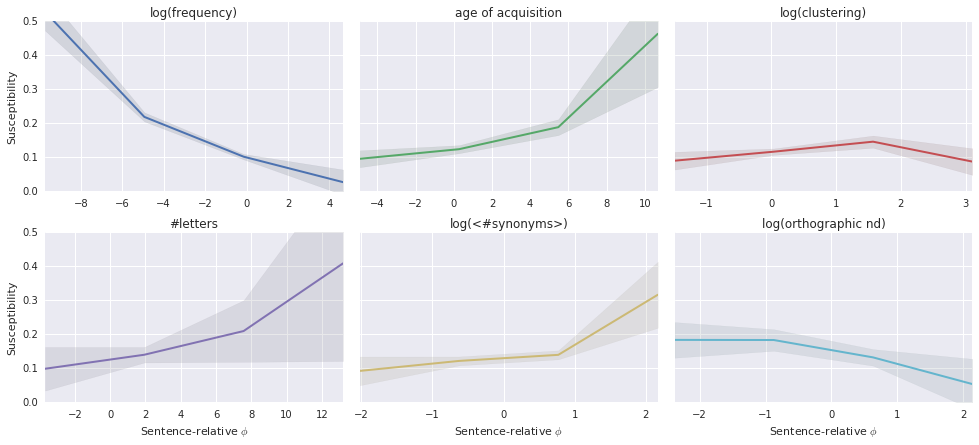 log(frequency)
age of acquisition
log(clustering)
Susceptibility
0.5
0.4
0.3
0.2
0.1
0.0
−8 −6 −4 −2 0 2 4
−4 −2 0 2 4 6 8 10
−1 0 1 2 3
#letters
log(<#synonyms>)
log(orthographic nd)
Susceptibility
0.5
0.4
0.3
0.2
0.1
0.0
−2 0 2 4 6 8 10 12
−2 −1 0 1 2
−2 −1 0 1 2
Sentence-relative ϕ
Sentence-relative ϕ
Sentence-relative ϕ